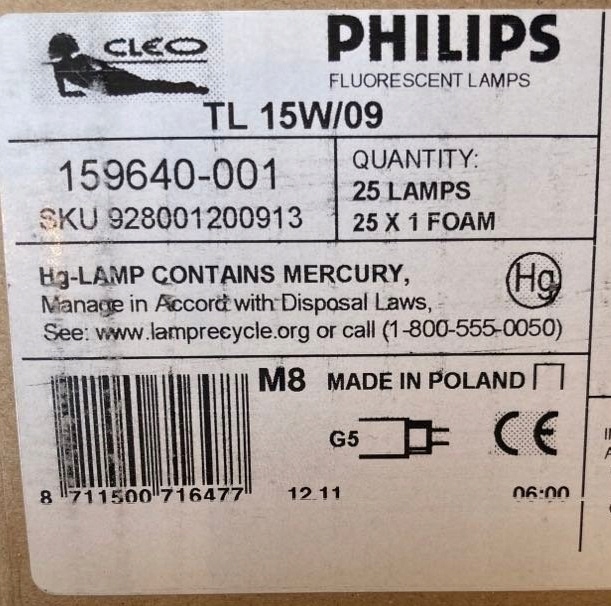 CLEO
PHILIPS
FLUORESCENT LAMPS
TL 15W/09
159640-001
SKU 928001200913
QUANTITY:
25 LAMPS
25 X 1 FOAM
Hg-LAMP CONTAINS MERCURY,
Manage in Accord with Disposal Laws,
See: www.lamprecycle.org or call (1-800-555-0050)
Hg
M8 MADE IN POLAND
G5
CE
8 711500 716477
12.11
06:00